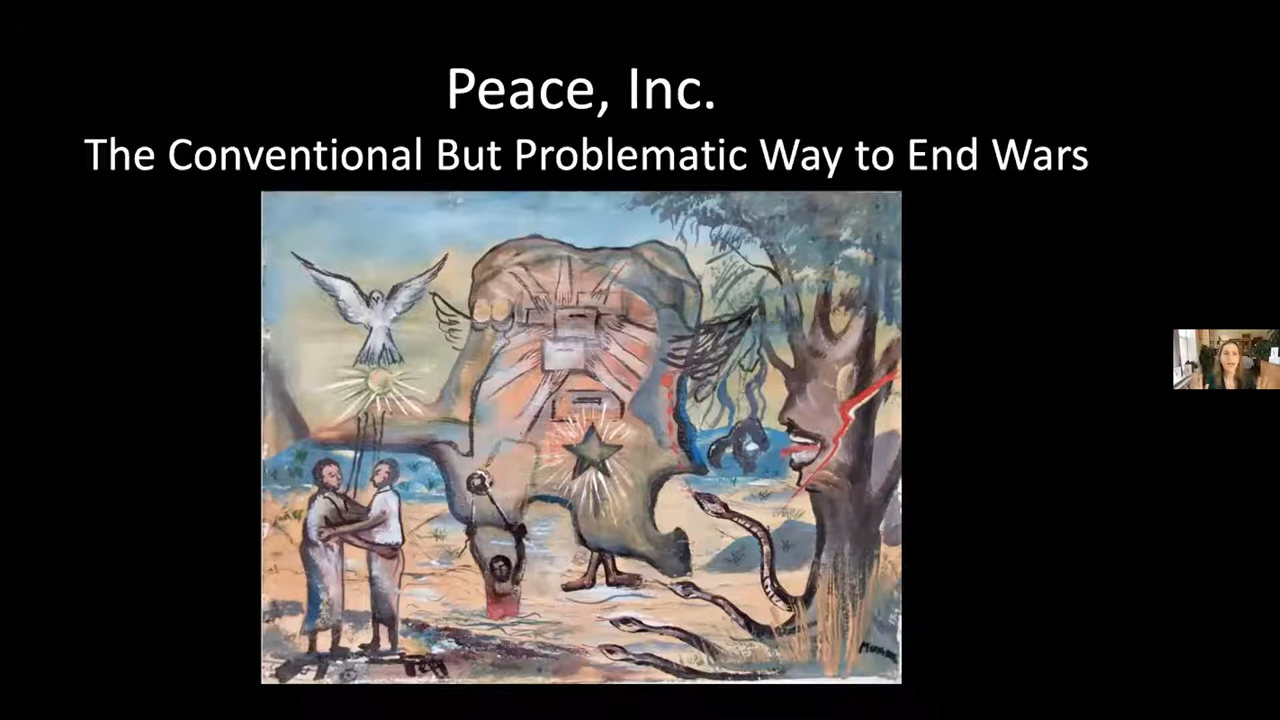 Peace, Inc.
The Conventional But Problematic Way to End Wars